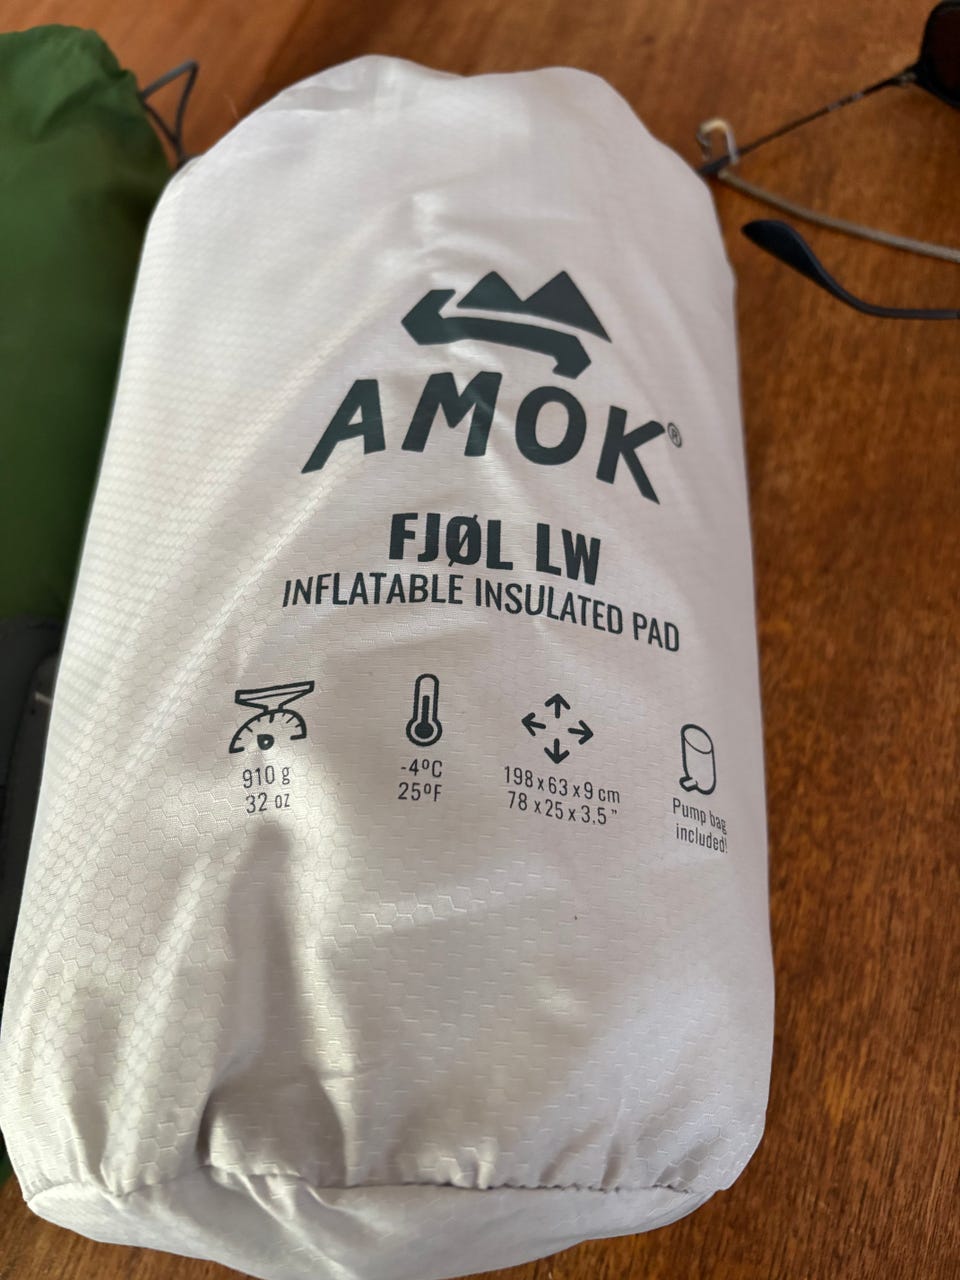 AMOK®
FJØL LW
INFLATABLE INSULATED PAD
910 g
32 oz
-4ºC
25ºF
198 x 63 x 9 cm
78 x 25 x 3.5"
Pump bag
included!